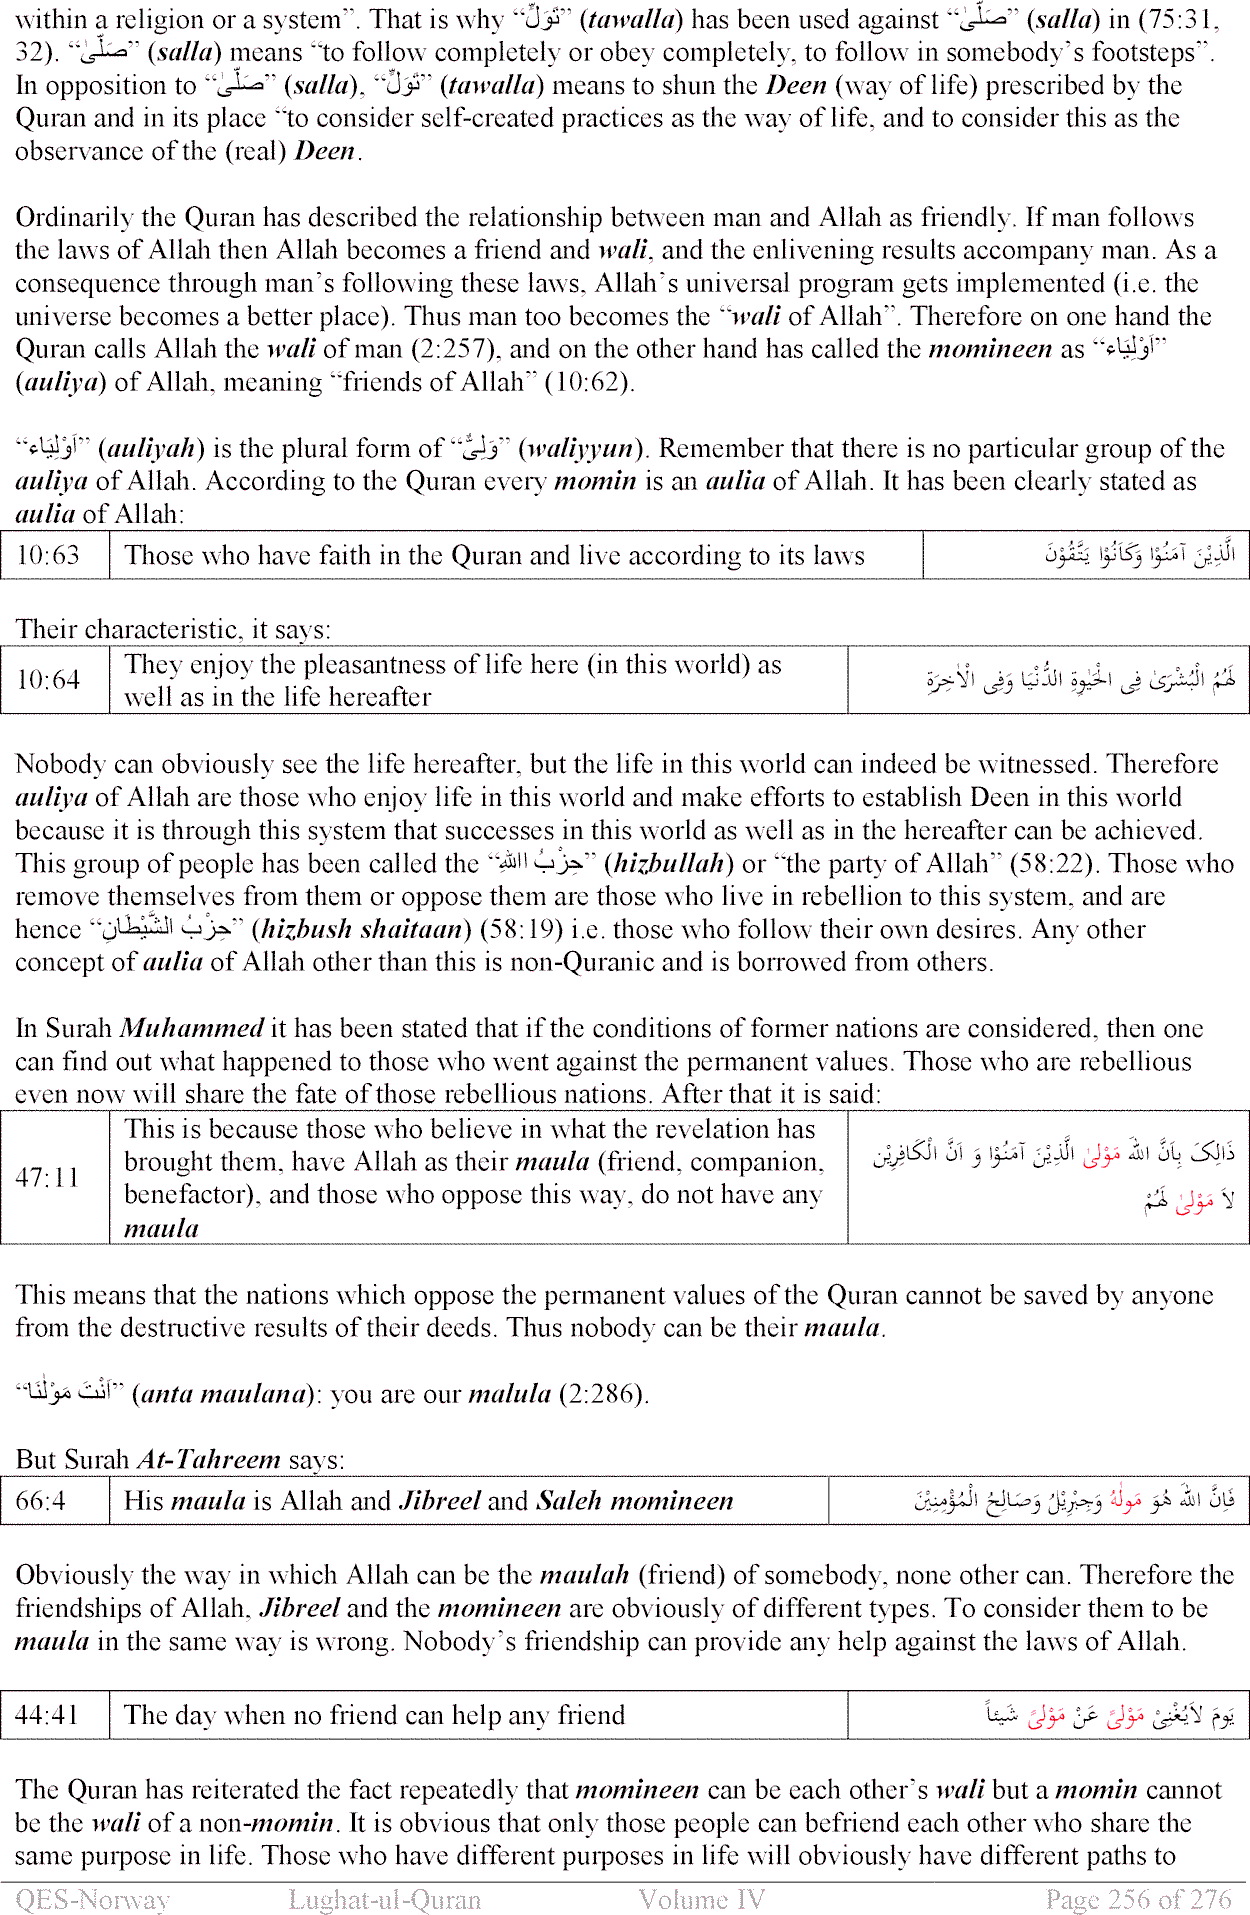 within a religion or a system”. That is why “تَوَلّٰ” (tawalla) has been used against “صَلّٰی” (salla) in (75:31,
32). “صَلّٰی” (salla) means “to follow completely or obey completely, to follow in somebody’s footsteps”.
In opposition to “صَلّٰی” (salla), “تَوَلّٰ” (tawalla) means to shun the Deen (way of life) prescribed by the
Quran and in its place “to consider self-created practices as the way of life, and to consider this as the
observance of the (real) Deen.
Ordinarily the Quran has described the relationship between man and Allah as friendly. If man follows
the laws of Allah then Allah becomes a friend and wali, and the enlivening results accompany man. As a
consequence through man’s following these laws, Allah’s universal program gets implemented (i.e. the
universe becomes a better place). Thus man too becomes the “wali of Allah”. Therefore on one hand the
Quran calls Allah the wali of man (2:257), and on the other hand has called the momineen as “اَوْلِيَاء”
(auliya) of Allah, meaning “friends of Allah” (10:62).
“اَوْلِيَاء” (auliyah) is the plural form of “وَلِیٌّ” (waliyyun). Remember that there is no particular group of the
auliya of Allah. According to the Quran every momin is an aulia of Allah. It has been clearly stated as
aulia of Allah:
10:63 Those who have faith in the Quran and live according to its laws الَّذِيْنَ آمَنُوْا وَكَانُوْا يَتَّقُوْنَ
Their characteristic, it says:
10:64 They enjoy the pleasantness of life here (in this world) as
well as in the life hereafter لَهُمُ الْبُشْرَیٰ فِی الْحَيٰوةِ الدُّنْيَا وَفِی الْاٰخِرَةِ
Nobody can obviously see the life hereafter, but the life in this world can indeed be witnessed. Therefore
auliya of Allah are those who enjoy life in this world and make efforts to establish Deen in this world
because it is through this system that successes in this world as well as in the hereafter can be achieved.
This group of people has been called the “حِزْبُ االلهِ” (hizbullah) or “the party of Allah” (58:22). Those who
remove themselves from them or oppose them are those who live in rebellion to this system, and are
hence “حِزْبُ الشَّيْطَانِ” (hizbush shaitaan) (58:19) i.e. those who follow their own desires. Any other
concept of aulia of Allah other than this is non-Quranic and is borrowed from others.
In Surah Muhammed it has been stated that if the conditions of former nations are considered, then one
can find out what happened to those who went against the permanent values. Those who are rebellious
even now will share the fate of those rebellious nations. After that it is said:
47:11 This is because those who believe in what the revelation has
brought them, have Allah as their maula (friend, companion,
benefactor), and those who oppose this way, do not have any
maula
ذَالِکَ بِاَنَّ اللهَ مَوْلیٰ الَّذِيْنَ آمَنُوْا وَ اَنَّ الْکَافِرِيْن
لاَ مَوْلیٰ لَهُمْ
This means that the nations which oppose the permanent values of the Quran cannot be saved by anyone
from the destructive results of their deeds. Thus nobody can be their maula.
“اَنْتَ مَوْلٰنَا” (anta maulana): you are our malula (2:286).
But Surah At-Tahreem says:
66:4 His maula is Allah and Jibreel and Saleh momineen فَاِنَّ اللهَ هُوَ مَولٰهُ وَجِبْرِيْلُ وَصَالِحُ الْمُؤْمِنِيْنَ
Obviously the way in which Allah can be the maulah (friend) of somebody, none other can. Therefore the
friendships of Allah, Jibreel and the momineen are obviously of different types. To consider them to be
maula in the same way is wrong. Nobody’s friendship can provide any help against the laws of Allah.
44:41 The day when no friend can help any friend يَومَ لاَيُغْنِیْ مَوْلیً عَنْ مَوْلیً شَيئاً
The Quran has reiterated the fact repeatedly that momineen can be each other’s wali but a momin cannot
be the wali of a non-momin. It is obvious that only those people can befriend each other who share the
same purpose in life. Those who have different purposes in life will obviously have different paths to
QES-Norway Lughat-ul-Quran Volume IV Page 256 of 276